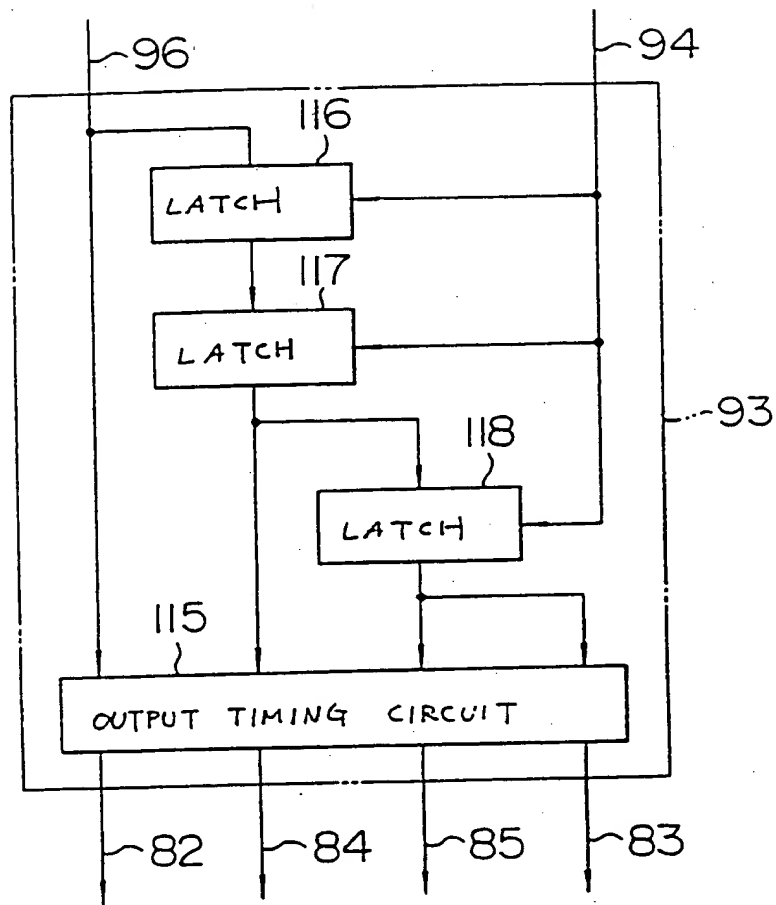 96
94
116
LATCH
117
LATCH
93
118
LATCH
115
OUTPUT TIMING CIRCUIT
82
84
85
83